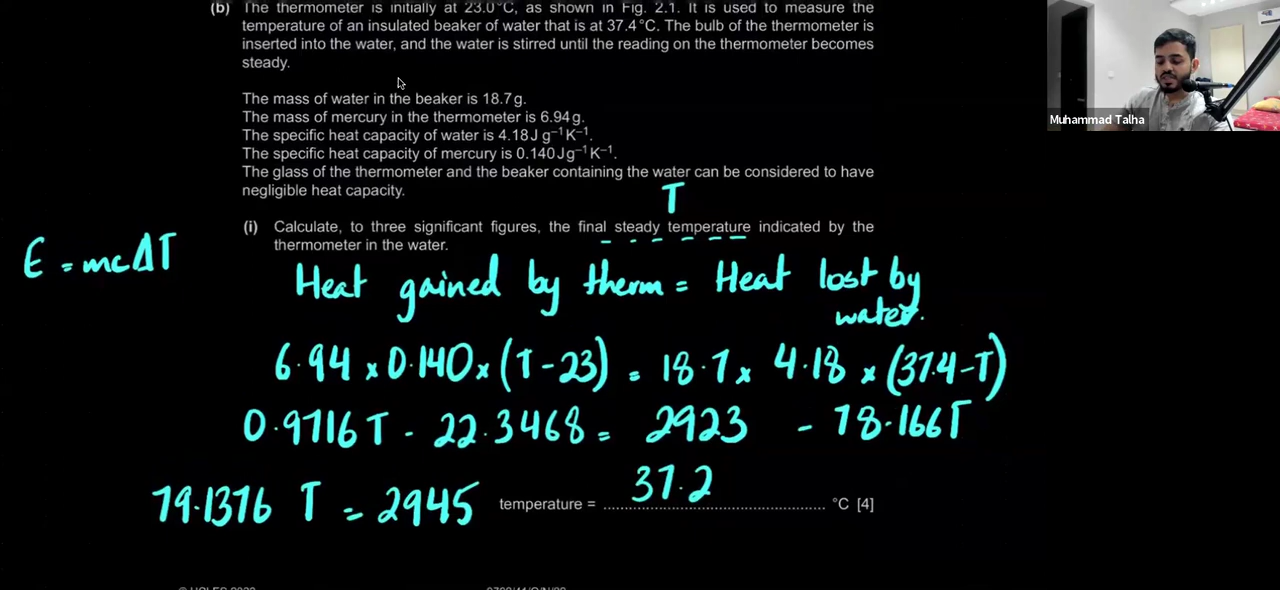 (b) The thermometer is initially at 23.0°C, as shown in Fig. 2.1. It is used to measure the
temperature of an insulated beaker of water that is at 37.4°C. The bulb of the thermometer is
inserted into the water, and the water is stirred until the reading on the thermometer becomes
steady.
Muhammad Talha
The mass of water in the beaker is 18.7g.
The mass of mercury in the thermometer is 6.94g.
The specific heat capacity of water is 4.18J g⁻¹K⁻¹.
The specific heat capacity of mercury is 0.140Jg⁻¹K⁻¹.
The glass of the thermometer and the beaker containing the water can be considered to have
negligible heat capacity.
T
(i) Calculate, to three significant figures, the final steady temperature indicated by the
thermometer in the water.
E = mcΔT
Heat gained by therm = Heat lost by
water.
6.94 × 0.140 × (T - 23) = 18.7 × 4.18 × (37.4 - T)
0.9716 T - 22.3468 = 2923 - 78.166T
79.1376 T = 2945
temperature = 37.2 °C [4]